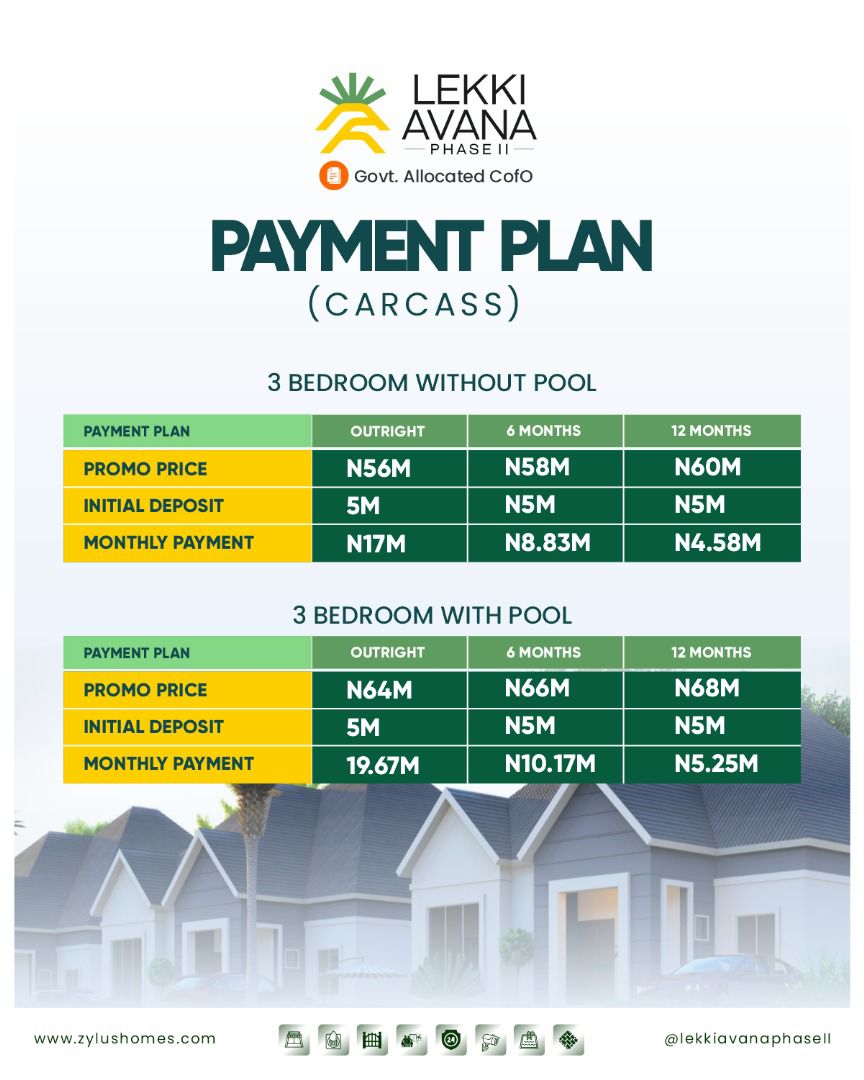 LEKKI
AVANA
PHASE II
Govt. Allocated CofO
PAYMENT PLAN
(CARCASS)
3 BEDROOM WITHOUT POOL
PAYMENT PLAN OUTRIGHT 6 MONTHS 12 MONTHS
PROMO PRICE N56M N58M N60M
INITIAL DEPOSIT 5M N5M N5M
MONTHLY PAYMENT N17M N8.83M N4.58M
3 BEDROOM WITH POOL
PAYMENT PLAN OUTRIGHT 6 MONTHS 12 MONTHS
PROMO PRICE N64M N66M N68M
INITIAL DEPOSIT 5M N5M N5M
MONTHLY PAYMENT 19.67M N10.17M N5.25M
www.zylushomes.com @lekkiavanaphaseII